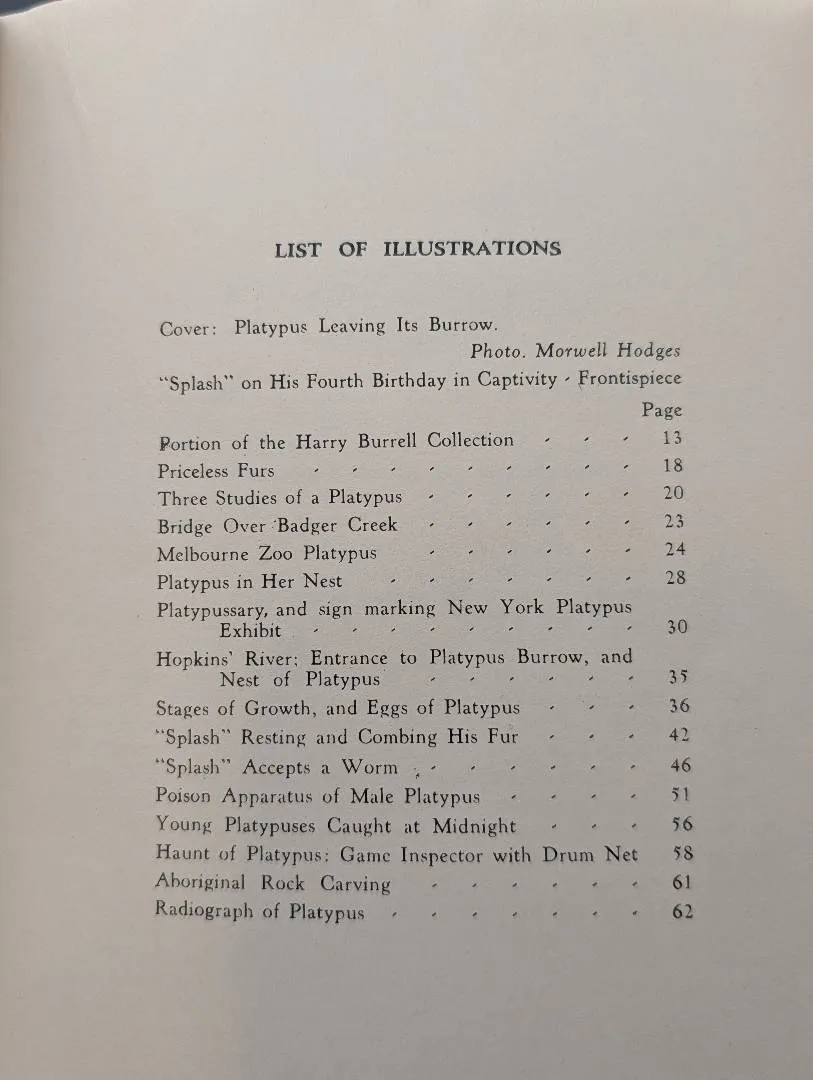 LIST OF ILLUSTRATIONS
Cover: Platypus Leaving Its Burrow.
Photo. Morwell Hodges
"Splash" on His Fourth Birthday in Captivity - Frontispiece
Page
Portion of the Harry Burrell Collection - - - 13
Priceless Furs - - - - - - - - - 18
Three Studies of a Platypus - - - - - - 20
Bridge Over Badger Creek - - - - - - 23
Melbourne Zoo Platypus - - - - - - 24
Platypus in Her Nest - - - - - - - 28
Platypussary, and sign marking New York Platypus
Exhibit - - - - - - - - - 30
Hopkins' River; Entrance to Platypus Burrow, and
Nest of Platypus - - - - - - 35
Stages of Growth, and Eggs of Platypus - - - 36
"Splash" Resting and Combing His Fur - - - 42
"Splash" Accepts a Worm - - - - - - 46
Poison Apparatus of Male Platypus - - - - 51
Young Platypuses Caught at Midnight - - - 56
Haunt of Platypus: Game Inspector with Drum Net 58
Aboriginal Rock Carving - - - - - - 61
Radiograph of Platypus - - - - - - - 62